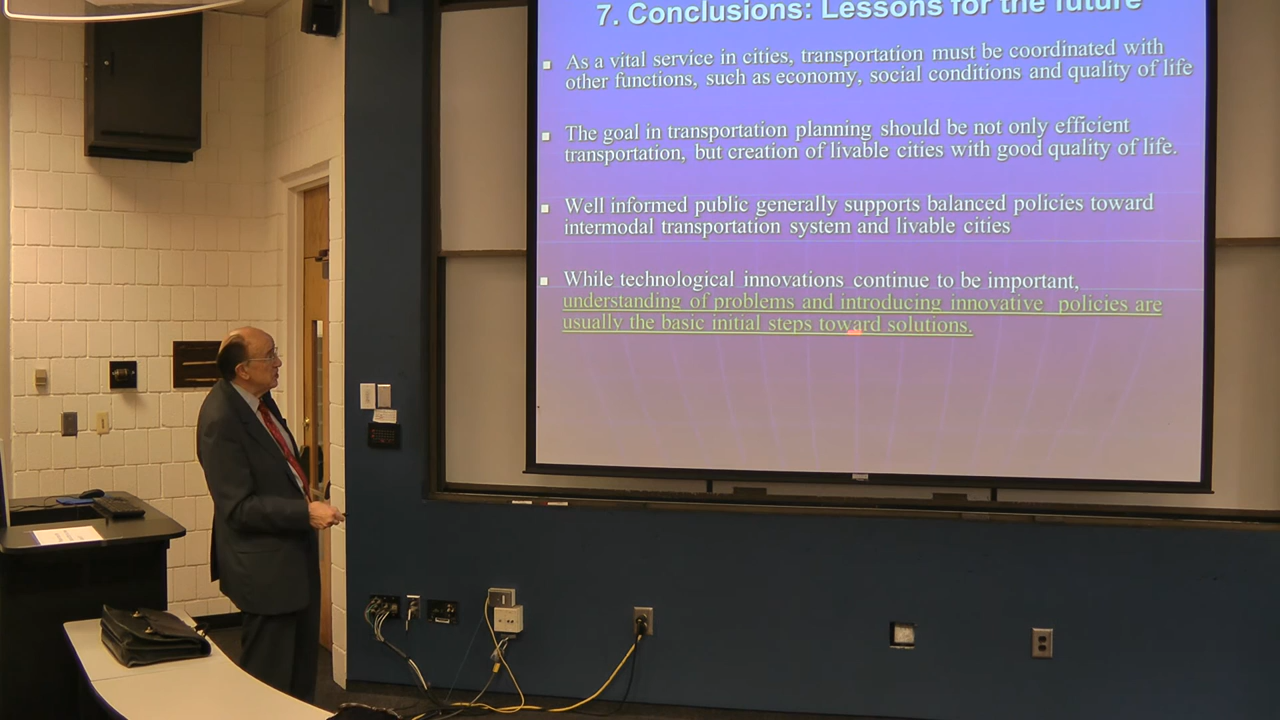 7. Conclusions: Lessons for the future
As a vital service in cities, transportation must be coordinated with
other functions, such as economy, social conditions and quality of life
The goal in transportation planning should be not only efficient
transportation, but creation of livable cities with good quality of life.
Well informed public generally supports balanced policies toward
intermodal transportation system and livable cities
While technological innovations continue to be important,
understanding of problems and introducing innovative policies are
usually the basic initial steps toward solutions.